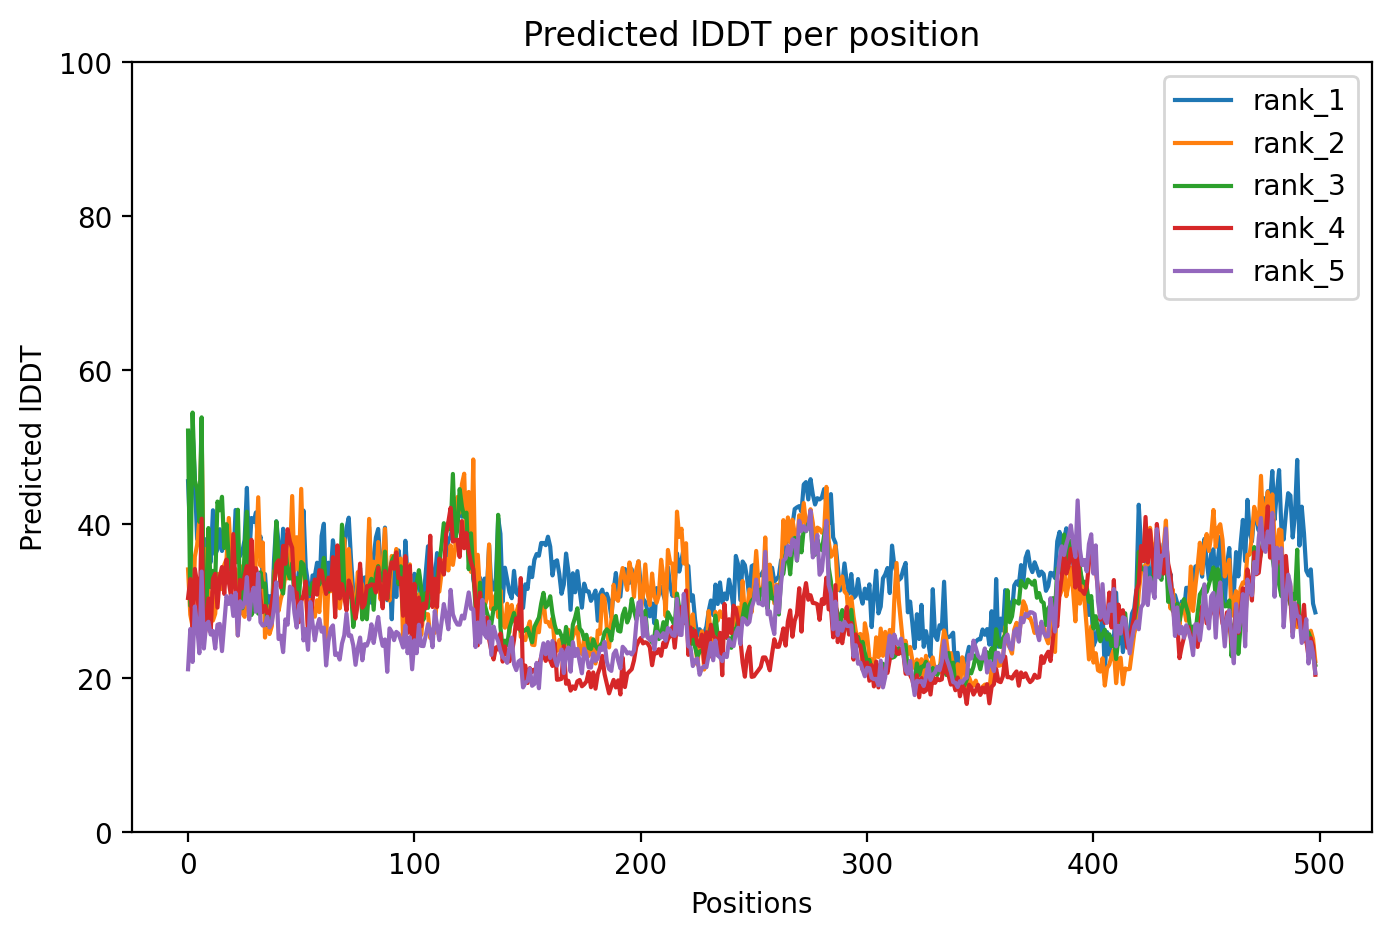 Predicted lDDT per position
100
80
60
40
20
0
Predicted lDDT
0 100 200 300 400 500
Positions
rank_1
rank_2
rank_3
rank_4
rank_5